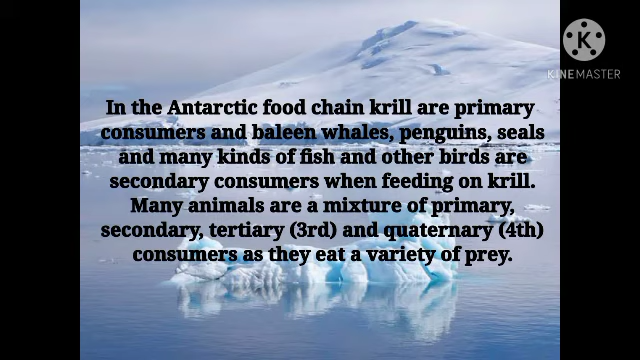 K
KINEMASTER
In the Antarctic food chain krill are primary
consumers and baleen whales, penguins, seals
and many kinds of fish and other birds are
secondary consumers when feeding on krill.
Many animals are a mixture of primary,
secondary, tertiary (3rd) and quaternary (4th)
consumers as they eat a variety of prey.